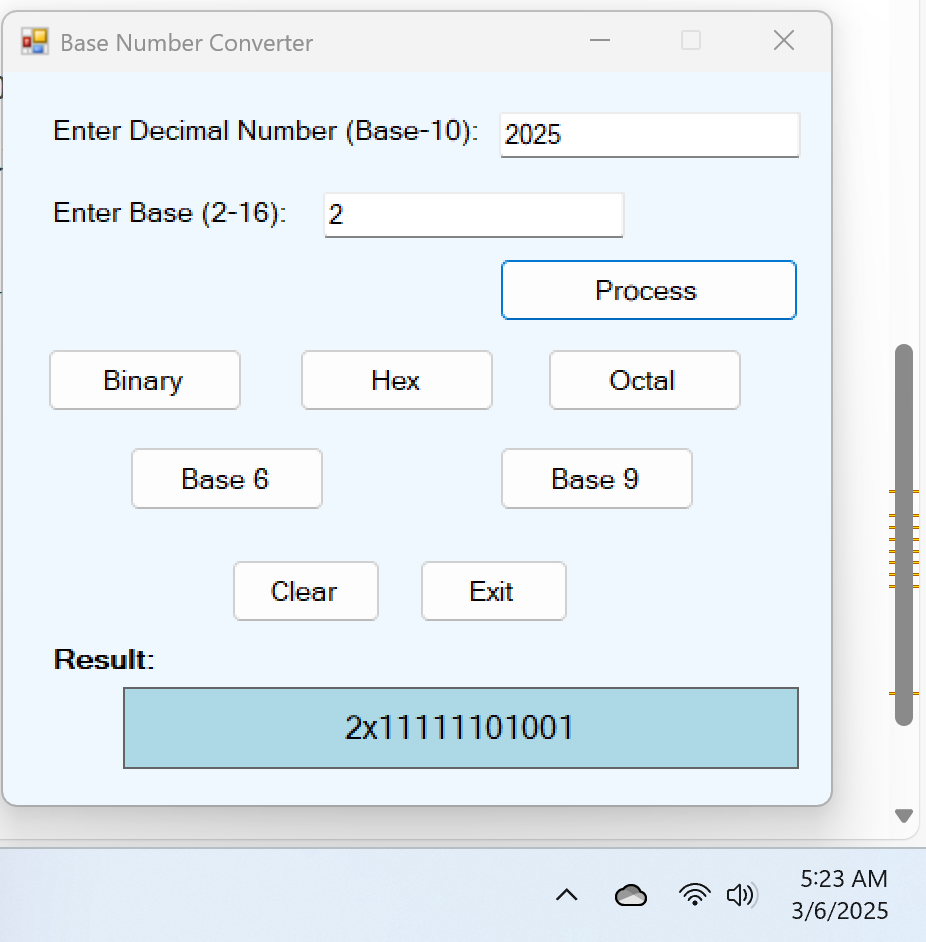 Base Number Converter
Enter Decimal Number (Base-10): 2025
Enter Base (2-16): 2
Process
Binary Hex Octal
Base 6 Base 9
Clear Exit
Result:
2x11111101001
5:23 AM
3/6/2025